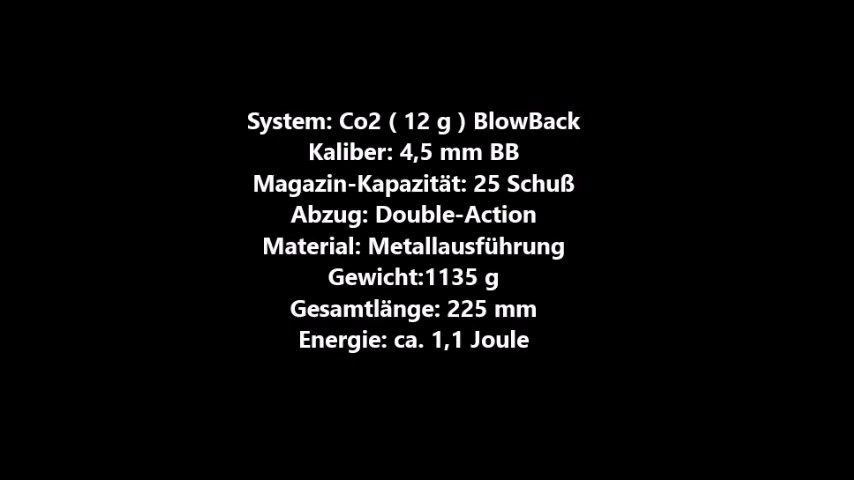 System: Co2 ( 12 g ) BlowBack
Kaliber: 4,5 mm BB
Magazin-Kapazität: 25 Schuß
Abzug: Double-Action
Material: Metallausführung
Gewicht:1135 g
Gesamtlänge: 225 mm
Energie: ca. 1,1 Joule